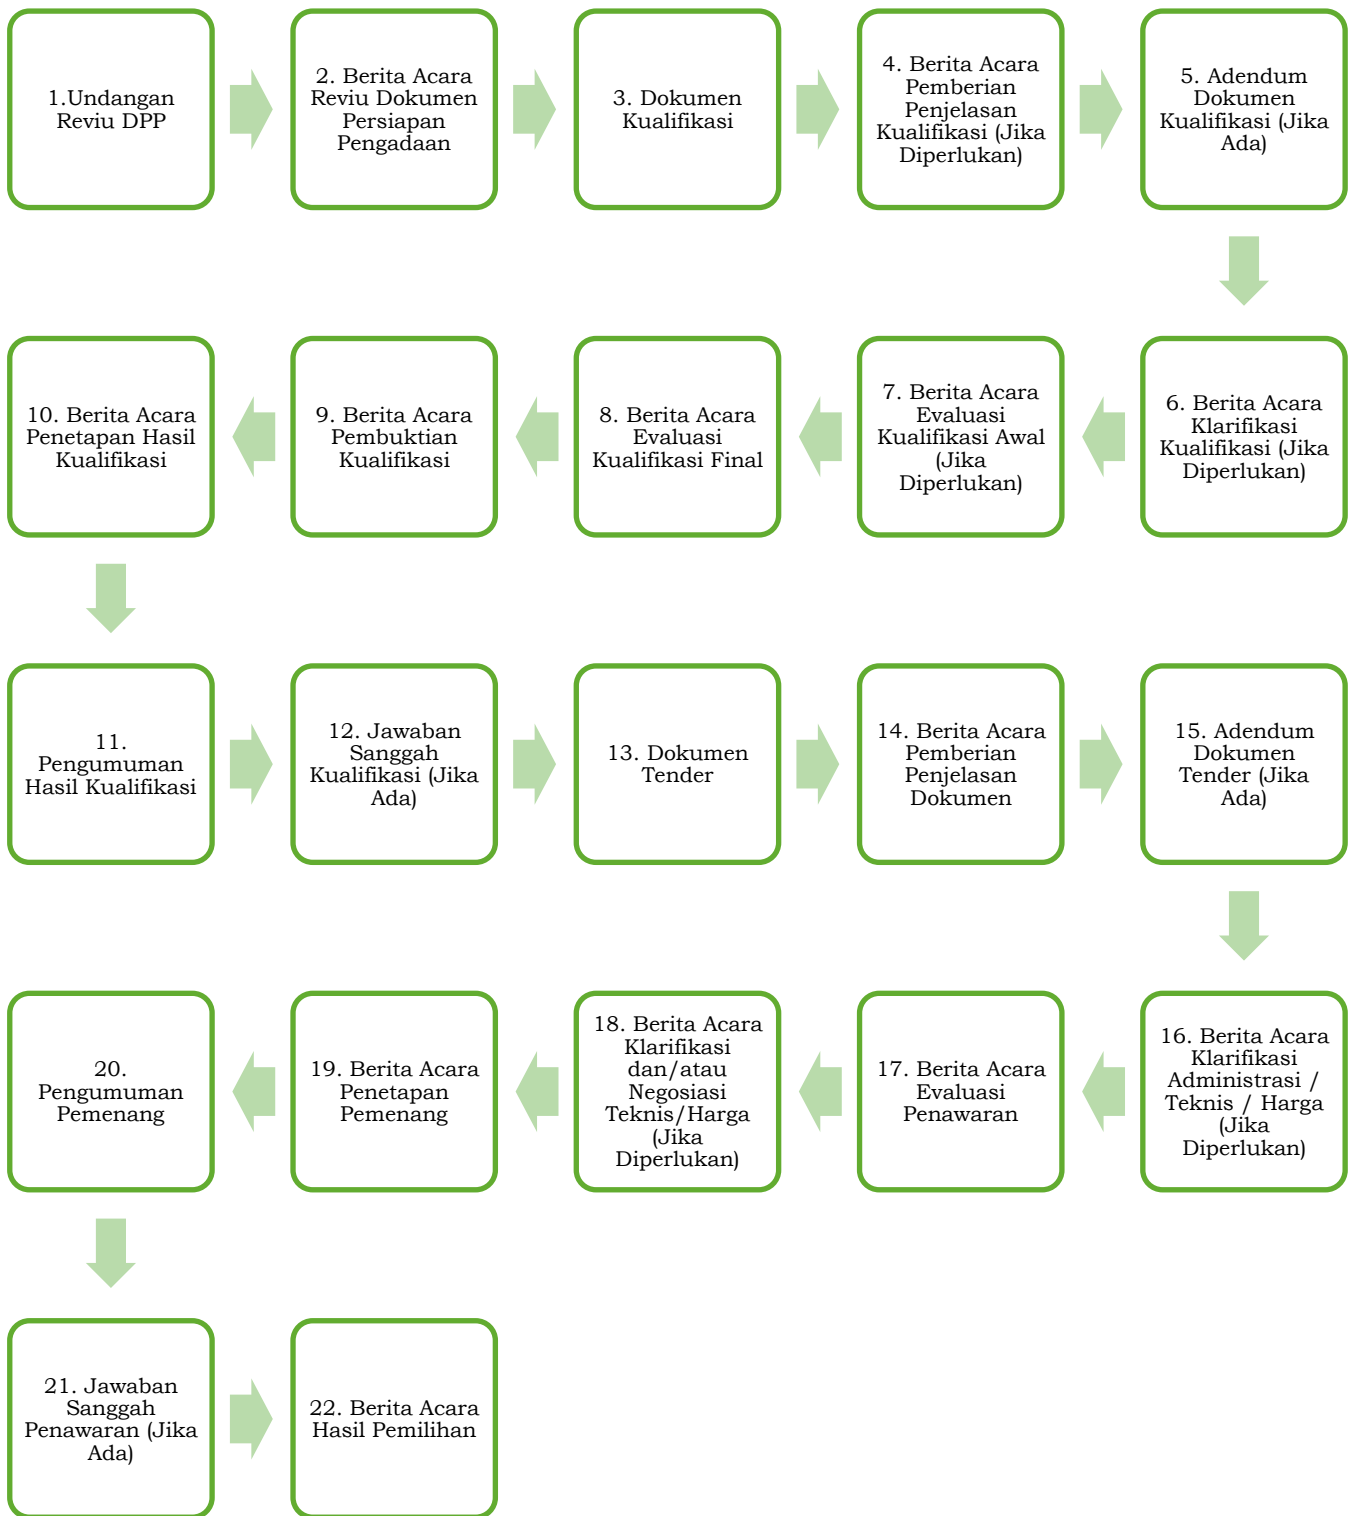 1.Undangan
Reviu DPP
2. Berita Acara
Reviu Dokumen
Persiapan
Pengadaan
3. Dokumen
Kualifikasi
4. Berita Acara
Pemberian
Penjelasan
Kualifikasi (Jika
Diperlukan)
5. Adendum
Dokumen
Kualifikasi (Jika
Ada)
6. Berita Acara
Klarifikasi
Kualifikasi (Jika
Diperlukan)
7. Berita Acara
Evaluasi
Kualifikasi Awal
(Jika
Diperlukan)
8. Berita Acara
Evaluasi
Kualifikasi Final
9. Berita Acara
Pembuktian
Kualifikasi
10. Berita Acara
Penetapan Hasil
Kualifikasi
11.
Pengumuman
Hasil Kualifikasi
12. Jawaban
Sanggah
Kualifikasi (Jika
Ada)
13. Dokumen
Tender
14. Berita Acara
Pemberian
Penjelasan
Dokumen
15. Adendum
Dokumen
Tender (Jika
Ada)
16. Berita Acara
Klarifikasi
Administrasi /
Teknis / Harga
(Jika
Diperlukan)
17. Berita Acara
Evaluasi
Penawaran
18. Berita Acara
Klarifikasi
dan/atau
Negosiasi
Teknis/Harga
(Jika
Diperlukan)
19. Berita Acara
Penetapan
Pemenang
20.
Pengumuman
Pemenang
21. Jawaban
Sanggah
Penawaran (Jika
Ada)
22. Berita Acara
Hasil Pemilihan